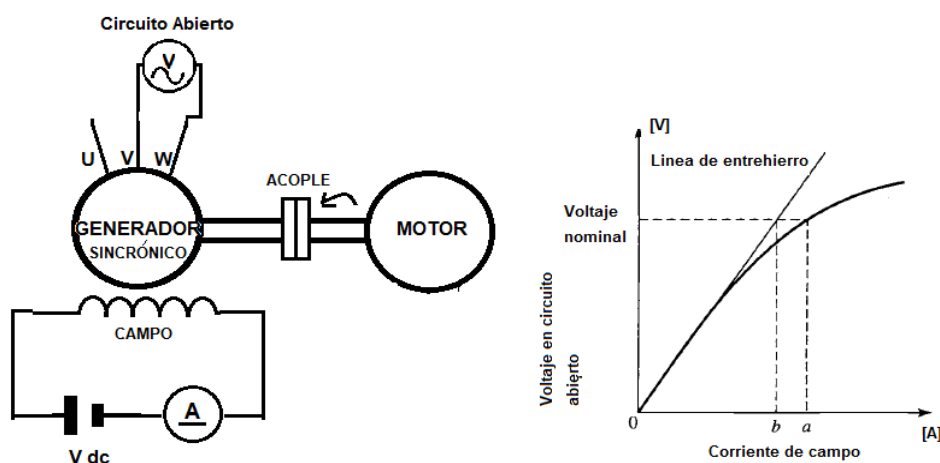 Circuito Abierto
V
U
V
W
ACOPLE
GENERADOR
SINCRÓNICO
MOTOR
CAMPO
A
V dc
[V]
Linea de entrehierro
Voltaje
nominal
Voltaje en circuito
abierto
0
b
a
[A]
Corriente de campo